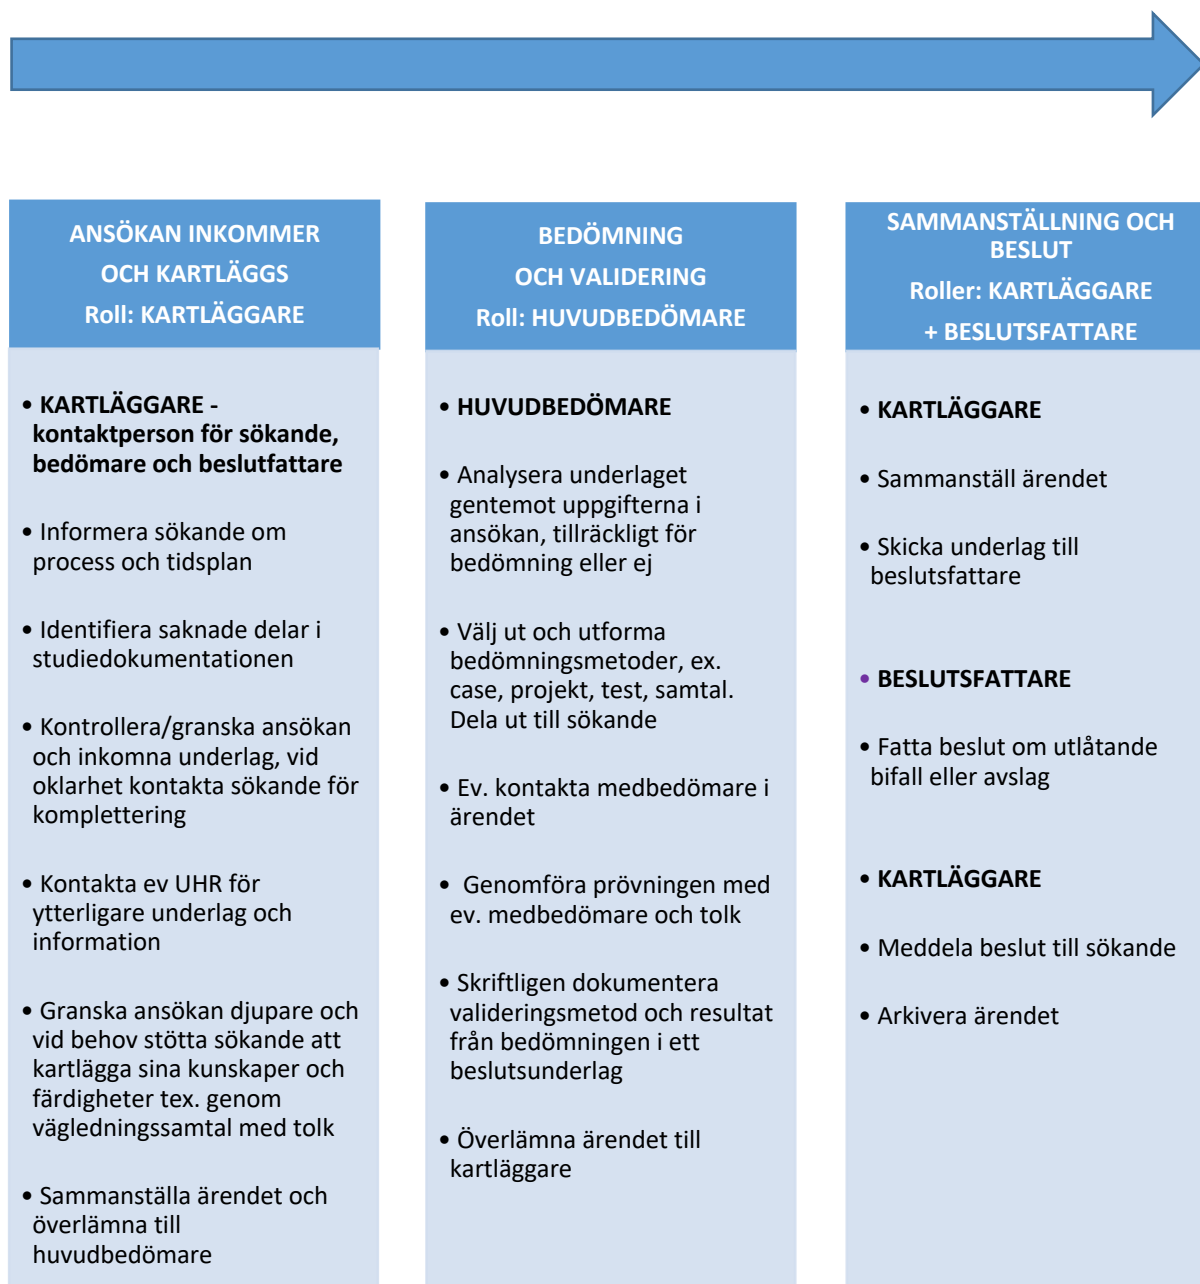 ANSÖKAN INKOMMER
OCH KARTLÄGGS
Roll: KARTLÄGGARE
• KARTLÄGGARE -
kontaktperson för sökande,
bedömare och beslutfattare
• Informera sökande om
process och tidsplan
• Identifiera saknade delar i
studiedokumentationen
• Kontrollera/granska ansökan
och inkomna underlag, vid
oklarhet kontakta sökande för
komplettering
• Kontakta ev UHR för
ytterligare underlag och
information
• Granska ansökan djupare och
vid behov stötta sökande att
kartlägga sina kunskaper och
färdigheter tex. genom
vägledningssamtal med tolk
• Sammanställa ärendet och
överlämna till
huvudbedömare
BEDÖMNING
OCH VALIDERING
Roll: HUVUDBEDÖMARE
• HUVUDBEDÖMARE
• Analysera underlaget
gentemot uppgifterna i
ansökan, tillräckligt för
bedömning eller ej
• Välj ut och utforma
bedömningsmetoder, ex.
case, projekt, test, samtal.
Dela ut till sökande
• Ev. kontakta medbedömare i
ärendet
• Genomföra prövningen med
ev. medbedömare och tolk
• Skriftligen dokumentera
valideringsmetod och resultat
från bedömningen i ett
beslutsunderlag
• Överlämna ärendet till
kartläggare
SAMMANSTÄLLNING OCH
BESLUT
Roller: KARTLÄGGARE
+ BESLUTSFATTARE
• KARTLÄGGARE
• Sammanställ ärendet
• Skicka underlag till
beslutsfattare
• BESLUTSFATTARE
• Fatta beslut om utlåtande
bifall eller avslag
• KARTLÄGGARE
• Meddela beslut till sökande
• Arkivera ärendet